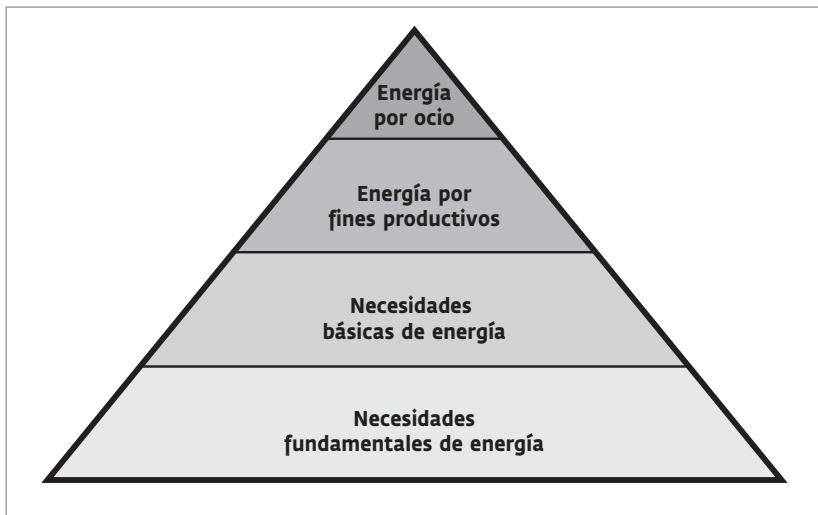 Energía
por ocio
Energía por
fines productivos
Necesidades
básicas de energía
Necesidades
fundamentales de energía